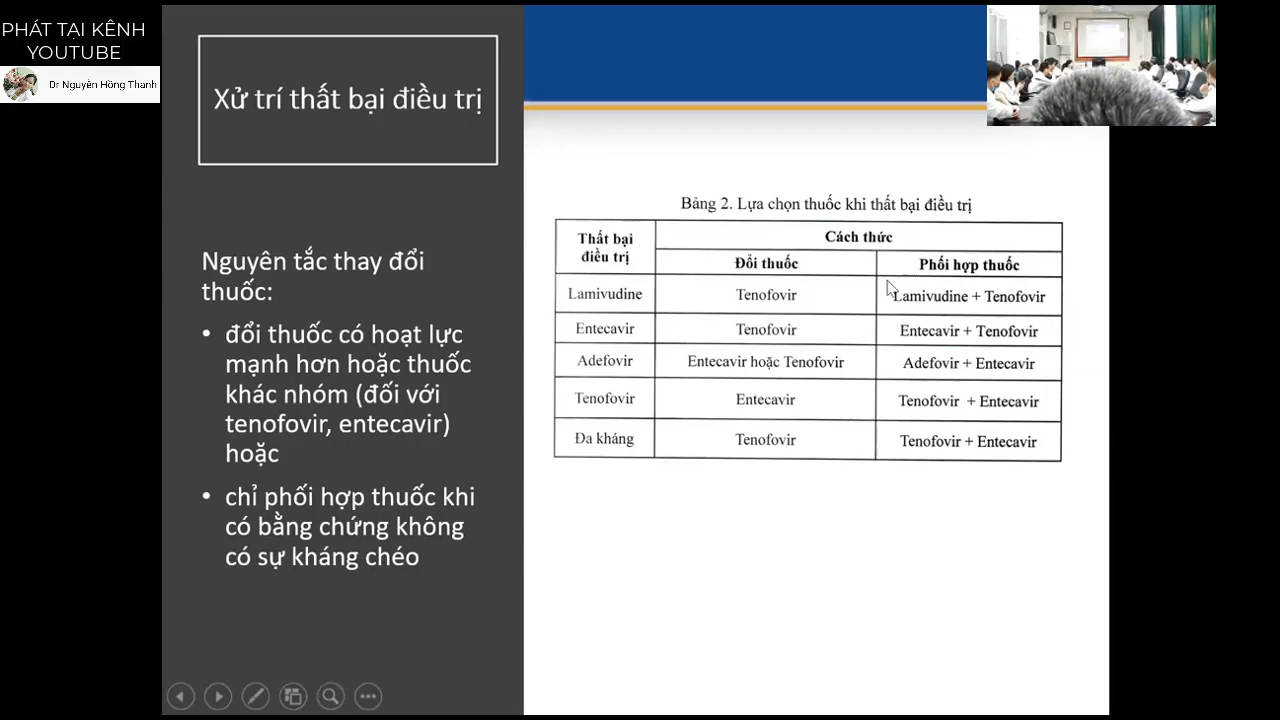 PHÁT TẠI KÊNH
YOUTUBE
Dr Nguyễn Hồng Thanh
Xử trí thất bại điều trị
Nguyên tắc thay đổi
thuốc:
• đổi thuốc có hoạt lực
mạnh hơn hoặc thuốc
khác nhóm (đối với
tenofovir, entecavir)
hoặc
• chỉ phối hợp thuốc khi
có bằng chứng không
có sự kháng chéo
Bảng 2. Lựa chọn thuốc khi thất bại điều trị
Thất bại
điều trị
Cách thức
Đổi thuốc
Phối hợp thuốc
Lamivudine
Tenofovir
Lamivudine + Tenofovir
Entecavir
Tenofovir
Entecavir + Tenofovir
Adefovir
Entecavir hoặc Tenofovir
Adefovir + Entecavir
Tenofovir
Entecavir
Tenofovir + Entecavir
Đa kháng
Tenofovir
Tenofovir + Entecavir